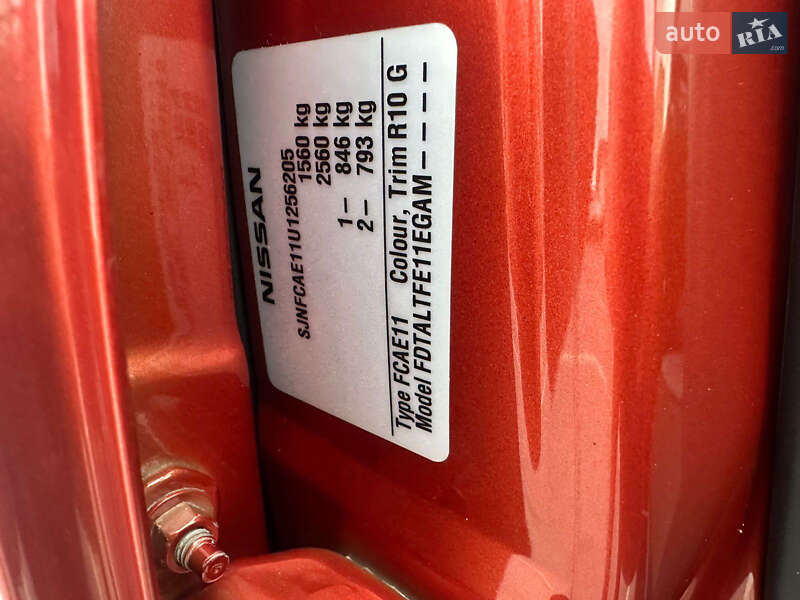 NISSAN
SJNFCAE11U1256205
1560 kg
2560 kg
1– 846 kg
2– 793 kg
Type FCAE11 Colour, Trim R10 G
Model FDTALTFE11EGAM – – – –
auto RIA .com